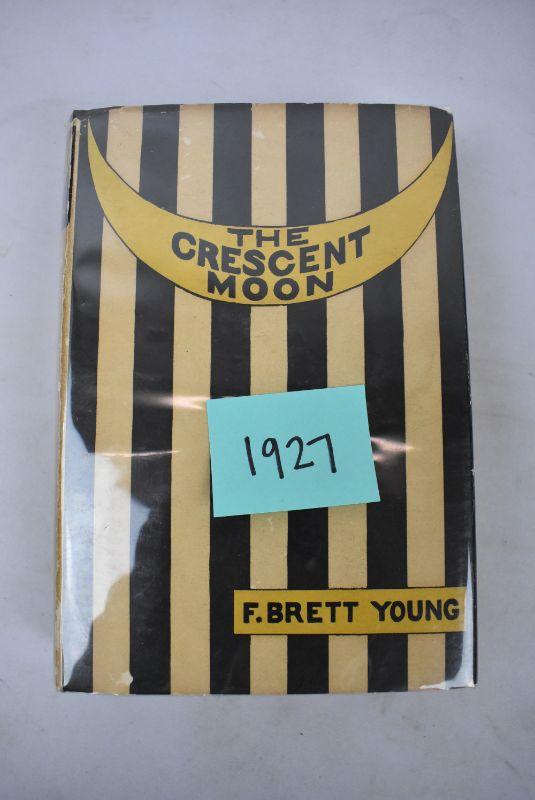 THE
CRESCENT
MOON
1927
F. BRETT YOUNG